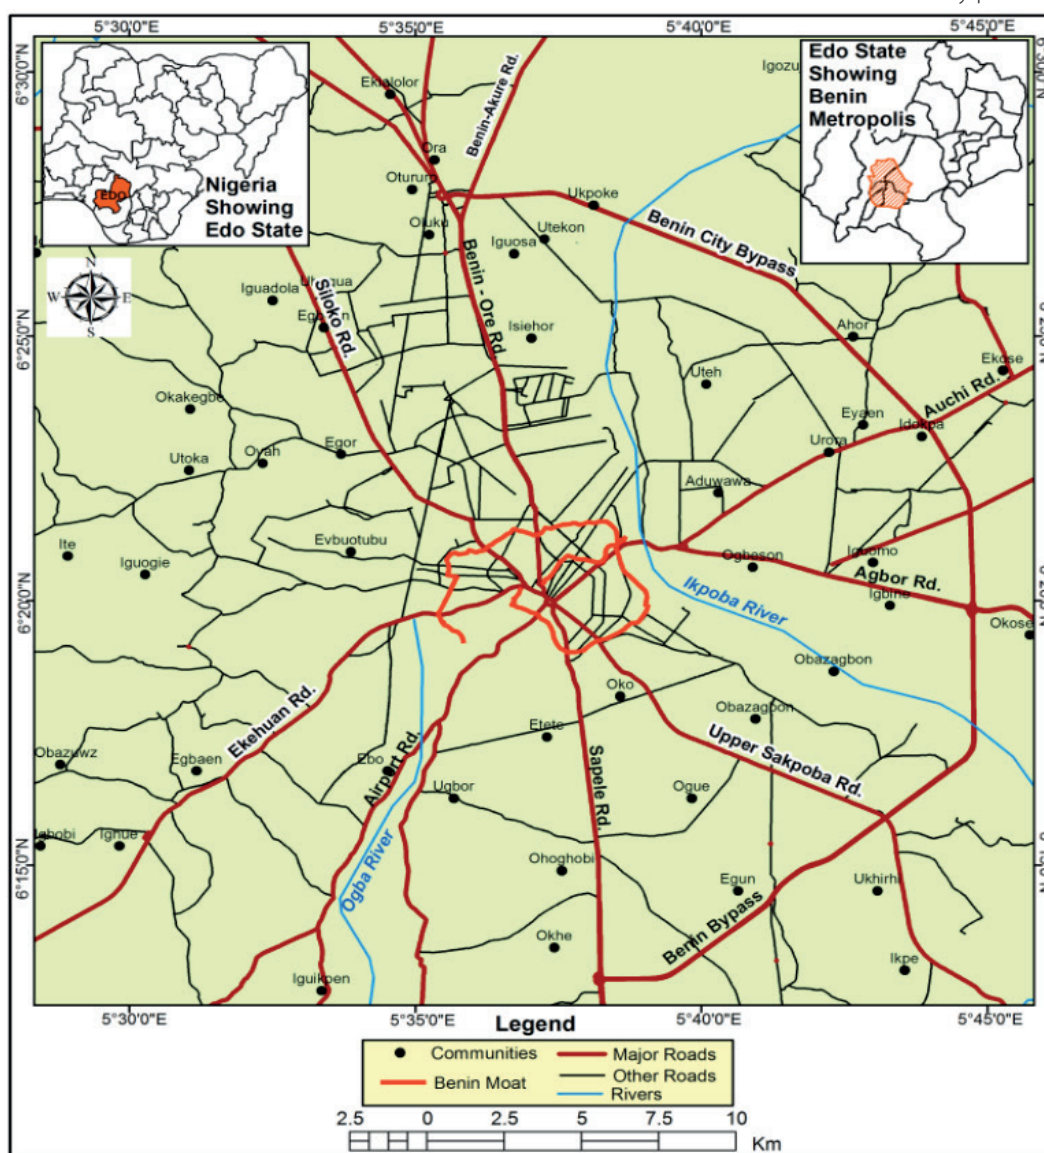 5°30'0"E
5°35'0"E
5°40'0"E
5°45'0"E
6°30'0"N
6°25'0"N
6°20'0"N
6°15'0"N
EDO
Nigeria
Showing
Edo State
Edo State
Showing
Benin
Metropolis
N
W
E
S
Igozu
Ekialolor
Benin-Akure Rd.
Ora
Otururu
Ukpoke
Oluku
Utekon
Iguosa
Benin City Bypass
Benin - Ore Rd.
Siloko Rd.
Iguadola
Isiehor
Ahor
Uteh
Ekose
Auchi Rd.
Okakegbe
Eyaen
Idokpa
Urora
Egor
Oyah
Utoka
Aduwawa
Evbuotubu
Ite
Iguogie
Ogheson
Iguomo
Agbor Rd.
Igbine
Ikpoba River
Okose
Obazagbon
Oko
Obazagbon
Ekehuan Rd.
Etete
Upper Sakpoba Rd.
Obazuwz
Egbaen
Ebo
Airport Rd.
Ugbor
Sapele Rd.
Ogue
Ighue
Ogba River
Ohoghobi
Egun
Ukhirhi
Benin Bypass
Okhe
Ikpe
Iguikpen
5°30'0"E
5°35'0"E
5°40'0"E
5°45'0"E
Legend
Communities
Major Roads
Benin Moat
Other Roads
Rivers
2.5
0
2.5
5
7.5
10
Km